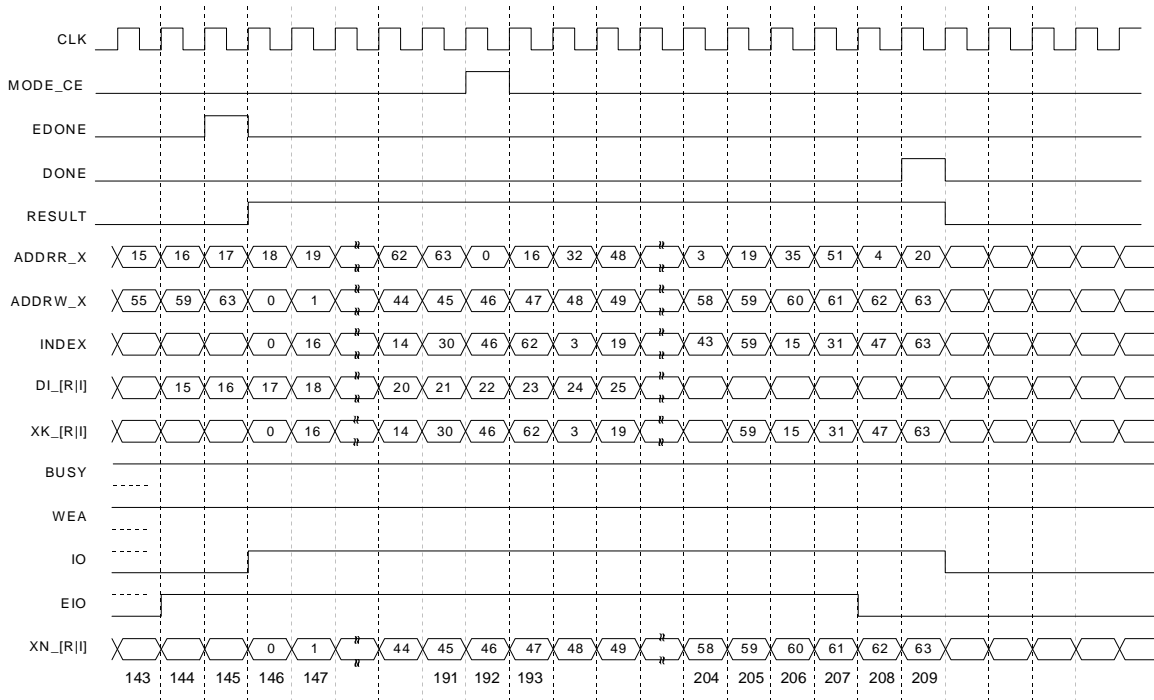 CLK
MODE_CE
EDONE
DONE
RESULT
ADDRR_X 15 16 17 18 19 62 63 0 16 32 48 3 19 35 51 4 20
ADDRW_X 55 59 63 0 1 44 45 46 47 48 49 58 59 60 61 62 63
INDEX 0 16 14 30 46 62 3 19 43 59 15 31 47 63
DI_[R|I] 15 16 17 18 20 21 22 23 24 25
XK_[R|I] 0 16 14 30 46 62 3 19 59 15 31 47 63
BUSY
WEA
IO
EIO
XN_[R|I] 0 1 44 45 46 47 48 49 58 59 60 61 62 63
143 144 145 146 147 191 192 193 204 205 206 207 208 209